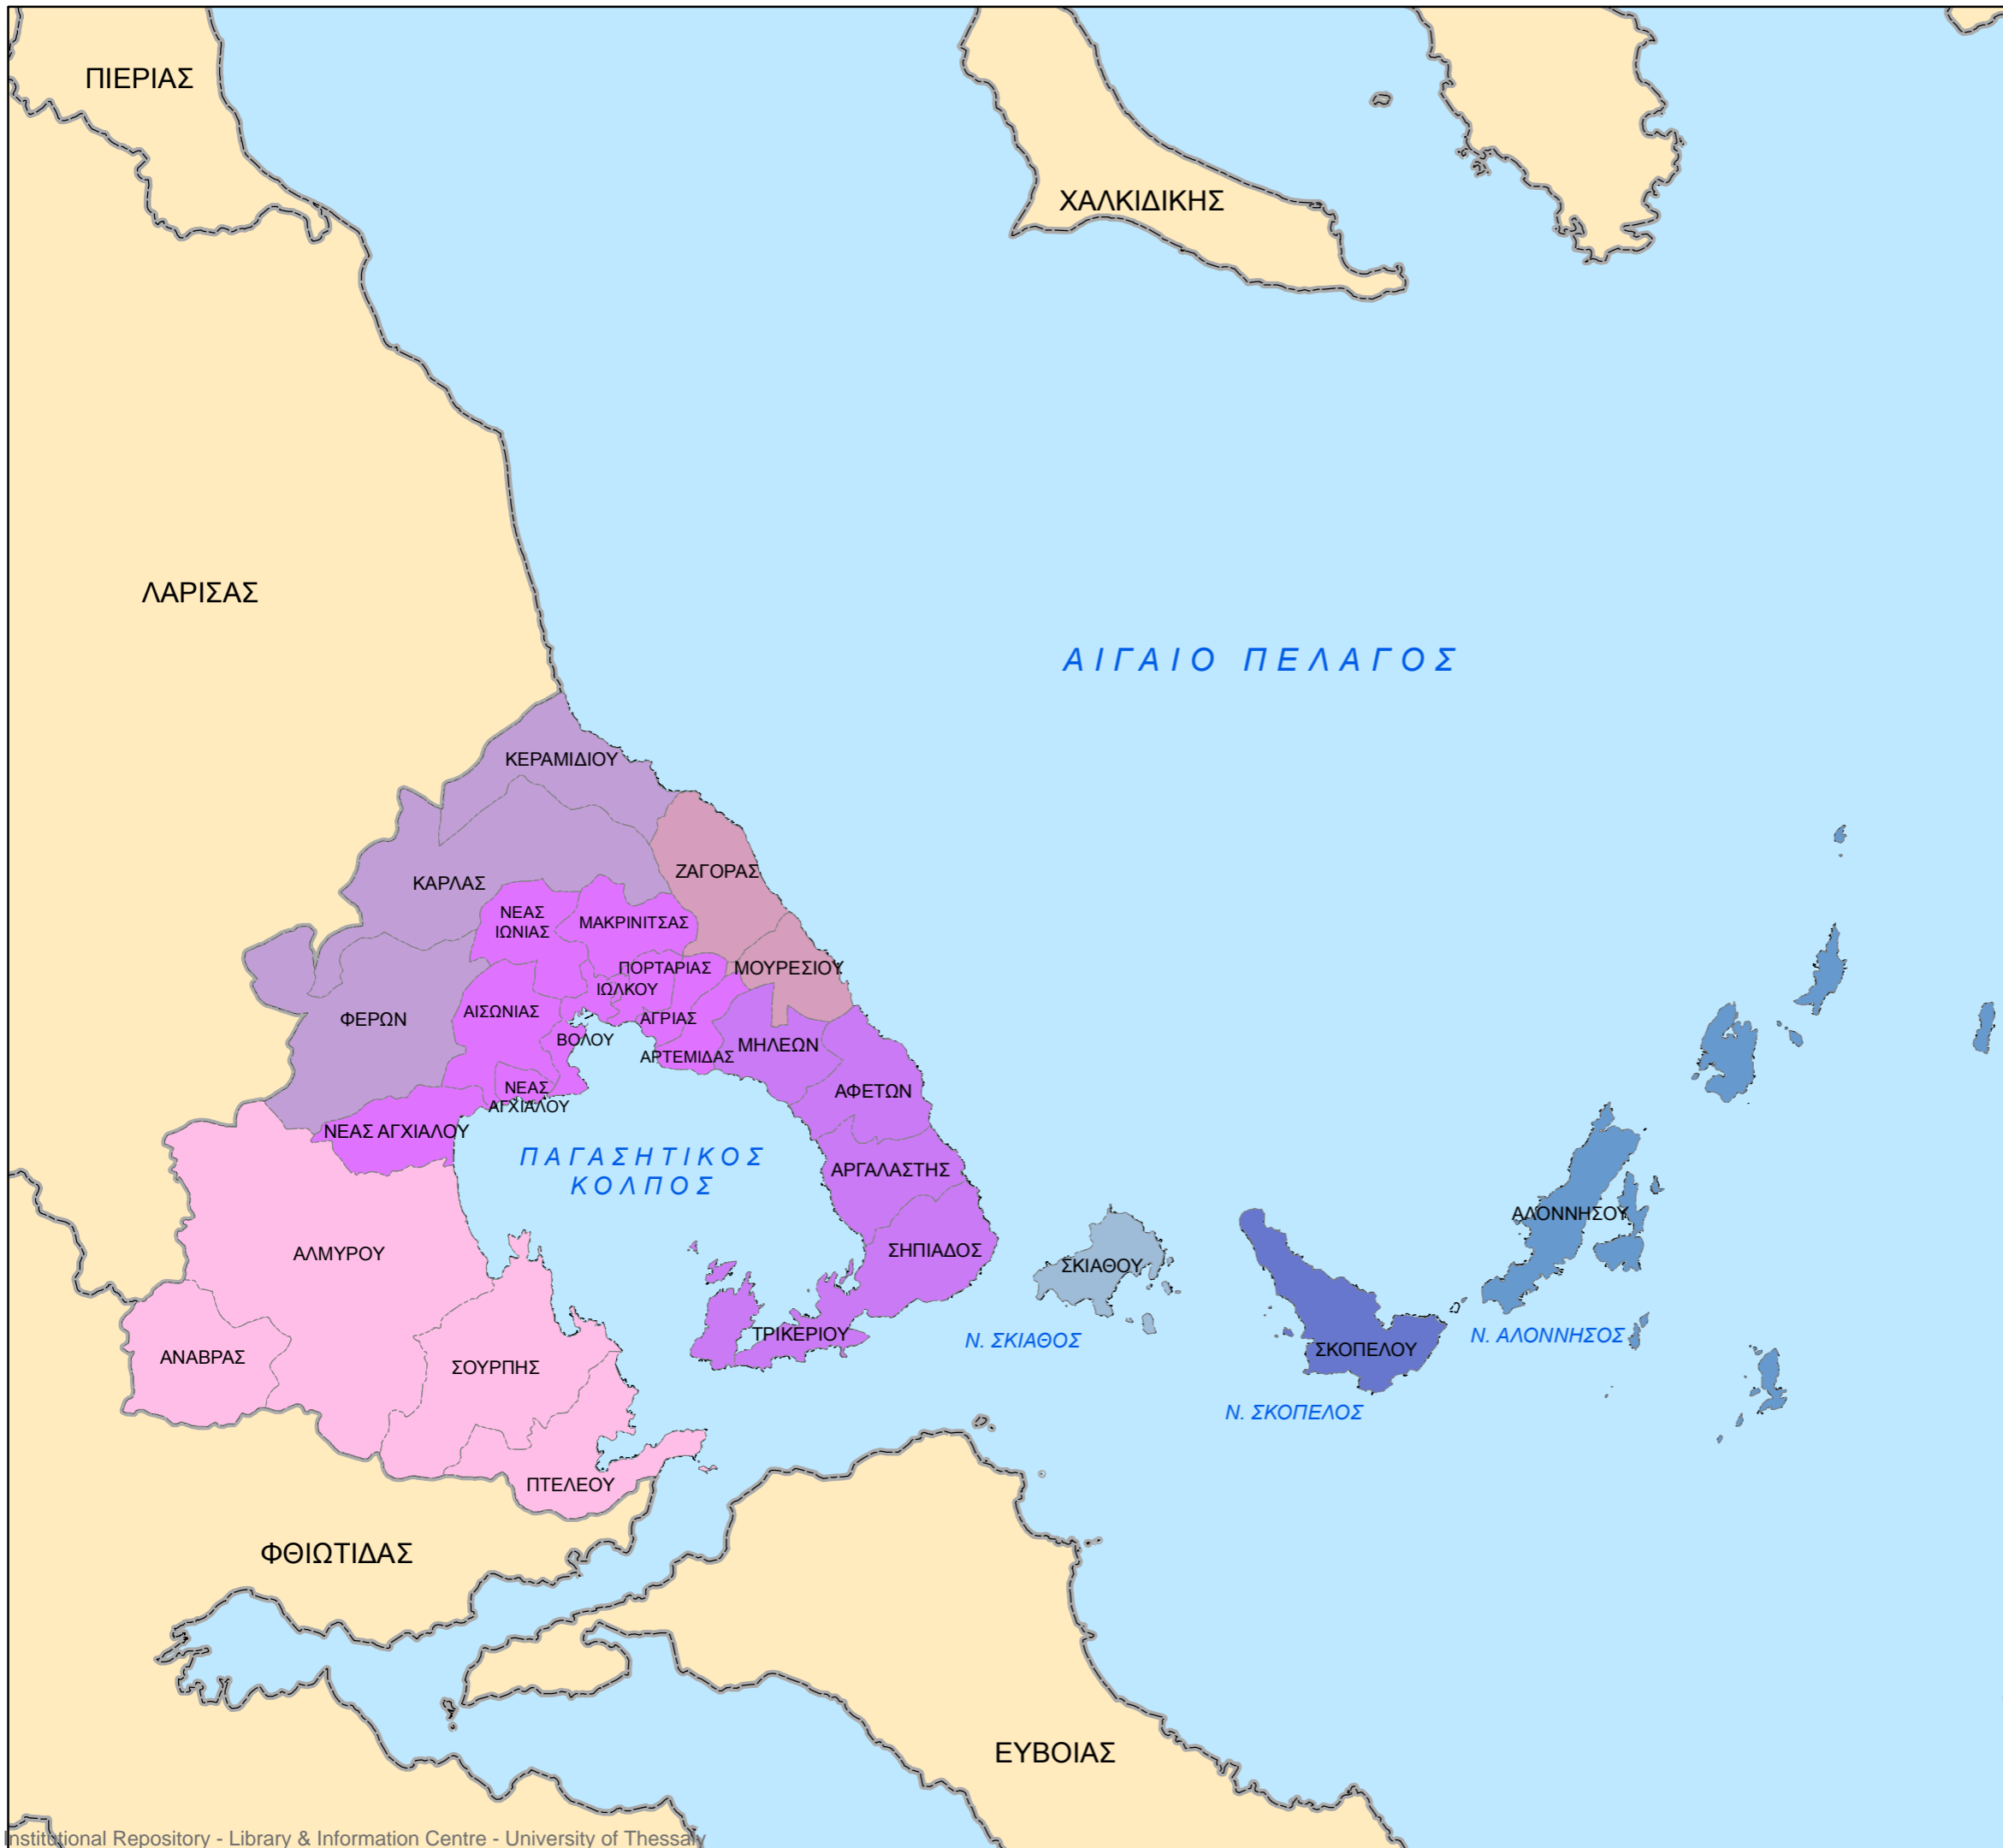 ΠΙΕΡΙΑΣ
ΧΑΛΚΙΔΙΚΗΣ
ΛΑΡΙΣΑΣ
ΑΙΓΑΙΟ ΠΕΛΑΓΟΣ
ΚΕΡΑΜΙΔΙΟΥ
ΖΑΓΟΡΑΣ
ΚΑΡΛΑΣ
ΝΕΑΣ
ΙΩΝΙΑΣ
ΜΑΚΡΙΝΙΤΣΑΣ
ΠΟΡΤΑΡΙΑΣ
ΜΟΥΡΕΣΙΟΥ
ΙΩΛΚΟΥ
ΦΕΡΩΝ
ΑΙΣΩΝΙΑΣ
ΑΓΡΙΑΣ
ΒΟΛΟΥ
ΜΗΛΕΩΝ
ΑΡΤΕΜΙΔΑΣ
ΝΕΑΣ
ΑΓΧΙΑΛΟΥ
ΑΦΕΤΩΝ
ΝΕΑΣ ΑΓΧΙΑΛΟΥ
ΠΑΓΑΣΗΤΙΚΟΣ
ΚΟΛΠΟΣ
ΑΡΓΑΛΑΣΤΗΣ
ΑΛΟΝΝΗΣΟΥ
ΑΛΜΥΡΟΥ
ΣΗΠΙΑΔΟΣ
ΣΚΙΑΘΟΥ
ΤΡΙΚΕΡΙΟΥ
Ν. ΣΚΙΑΘΟΣ
Ν. ΑΛΟΝΝΗΣΟΣ
ΣΚΟΠΕΛΟΥ
ΑΝΑΒΡΑΣ
ΣΟΥΡΠΗΣ
Ν. ΣΚΟΠΕΛΟΣ
ΠΤΕΛΕΟΥ
ΦΘΙΩΤΙΔΑΣ
ΕΥΒΟΙΑΣ
Institutional Repository - Library & Information Centre - University of Thessaly